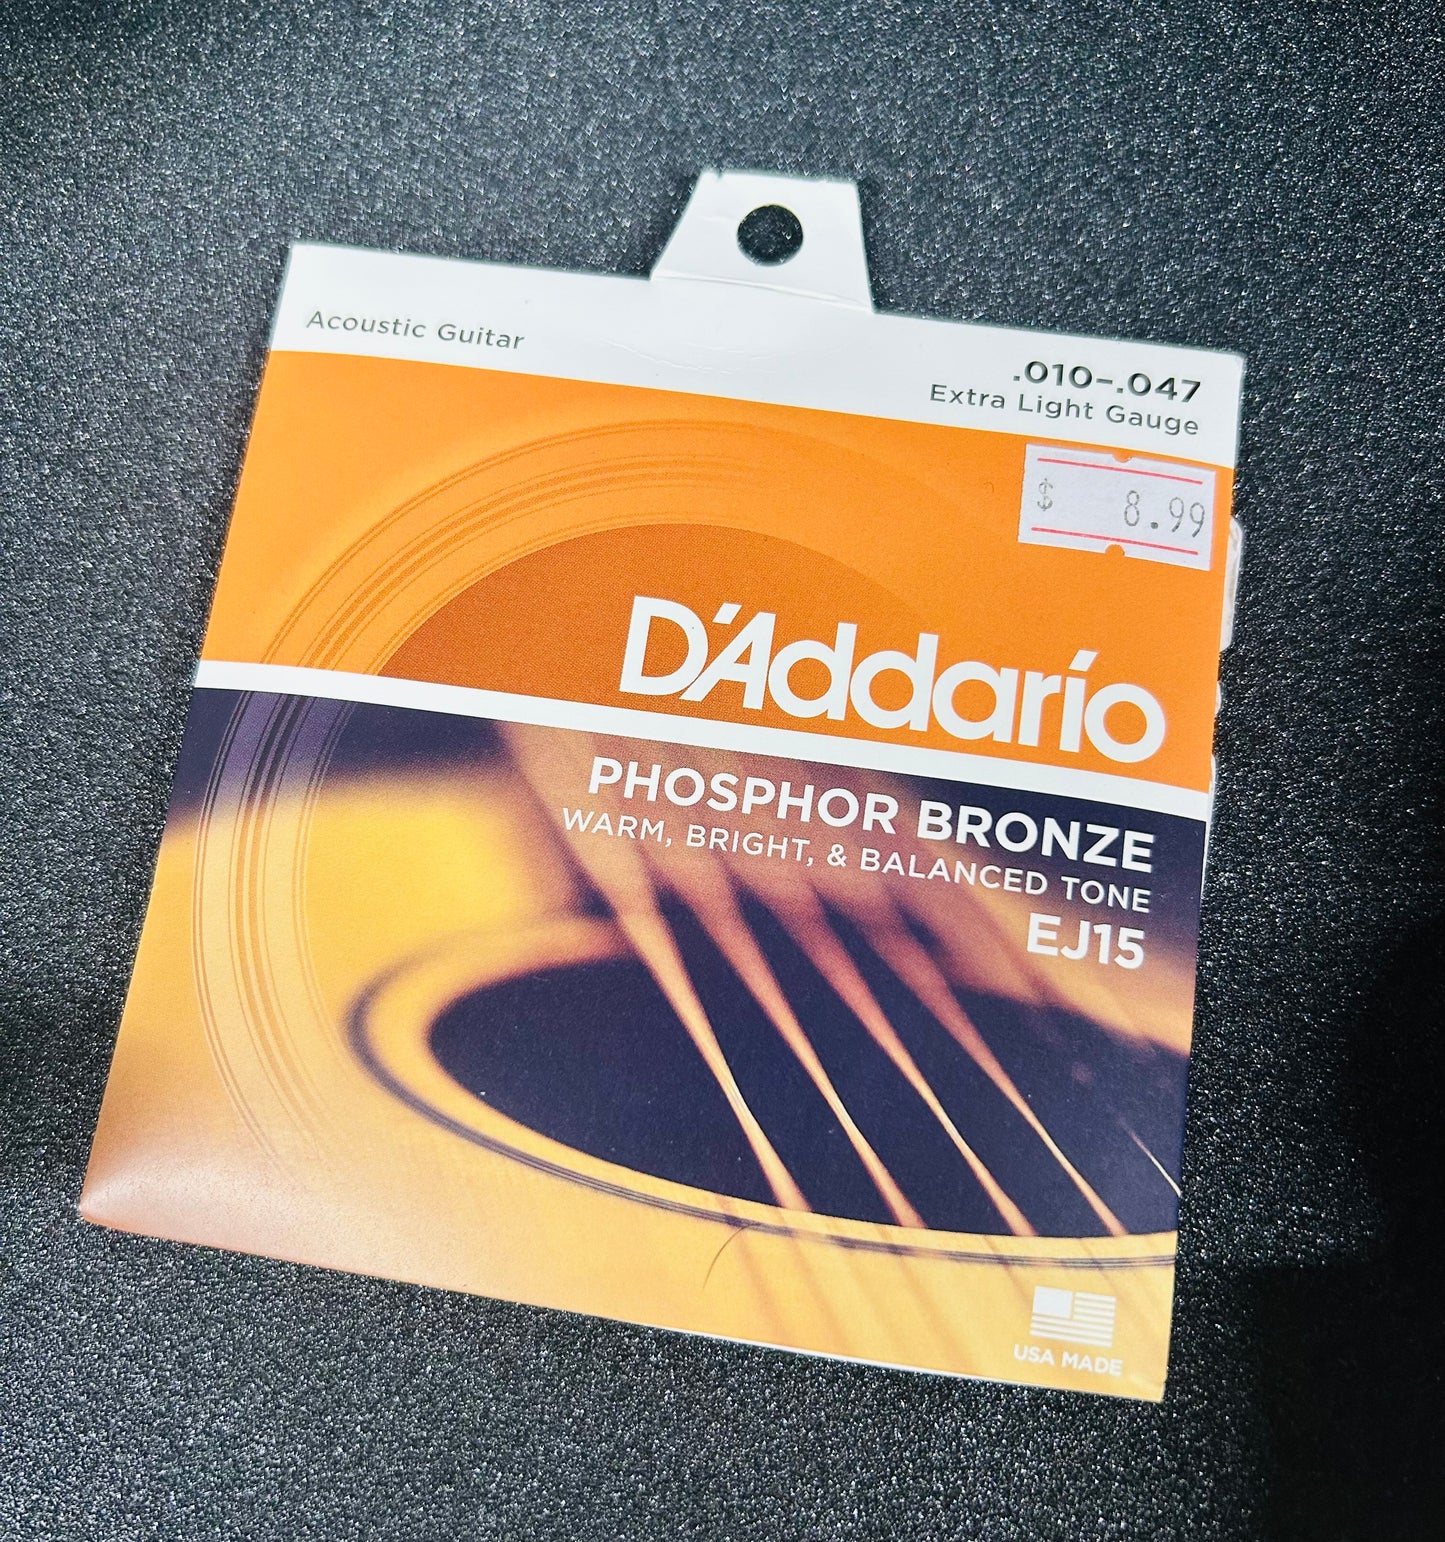 Acoustic Guitar
.010–.047
Extra Light Gauge
$ 8.99
D'Addario
PHOSPHOR BRONZE
WARM, BRIGHT, & BALANCED TONE
EJ15
USA MADE